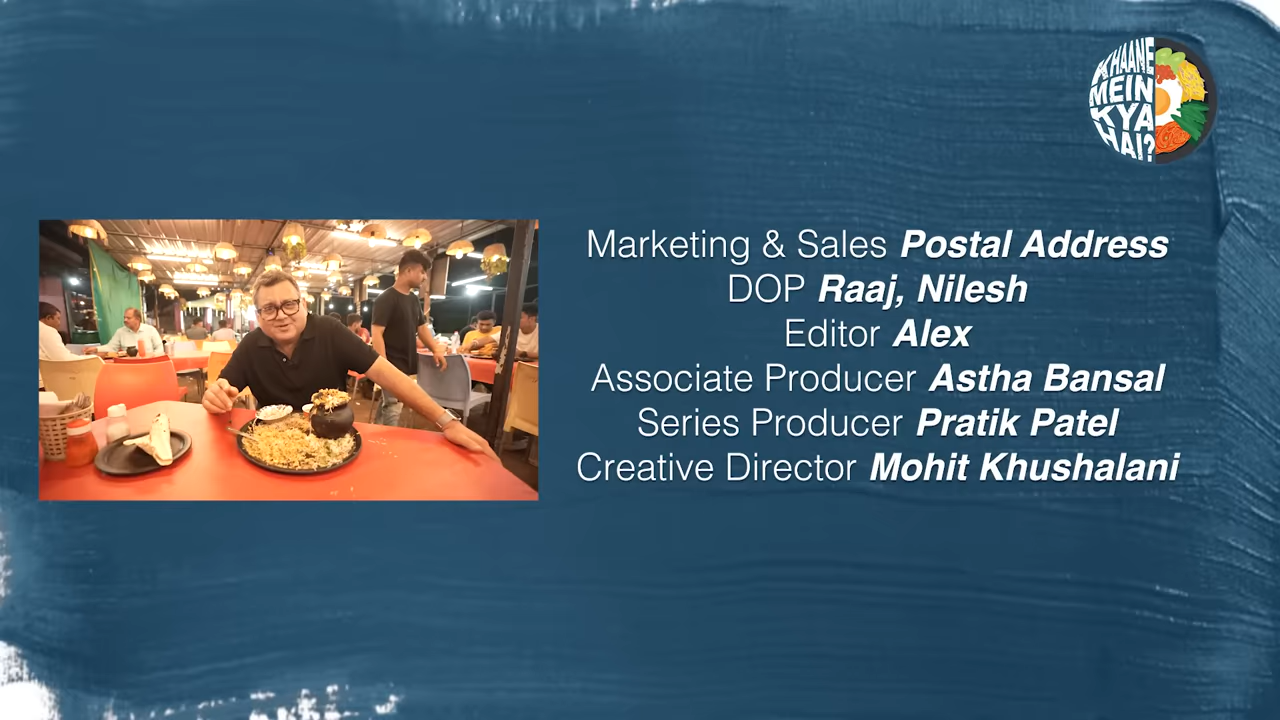 KHAANE
MEIN
KYA
HAI?
Marketing & Sales Postal Address
DOP Raaj, Nilesh
Editor Alex
Associate Producer Astha Bansal
Series Producer Pratik Patel
Creative Director Mohit Khushalani